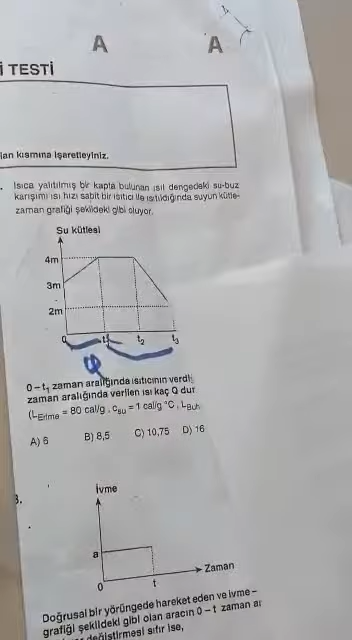 A A
İ TESTİ
lan kısmına işaretleyiniz.
Isıca yalıtılmış bir kapta bulunan ısıl dengedeki su-buz
karışımı ısı hızı sabit bir ısıtıcı ile ısıtıldığında suyun kütle-
zaman grafiği şekildeki gibi oluyor.
Su kütlesi
4m
3m
2m
0 t₁ t₂ t₃
Q
0–t₁ zaman aralığında ısıtıcının verdi
zaman aralığında verilen ısı kaç Q dur
(LErime = 80 cal/g , csu = 1 cal/g °C , LBuh
A) 6 B) 8,5 C) 10,75 D) 16
3.
İvme
a
0 t Zaman
Doğrusal bir yörüngede hareket eden ve ivme –
grafiği şekildeki gibi olan aracın 0 – t zaman ar
değiştirmesi sıfır ise,